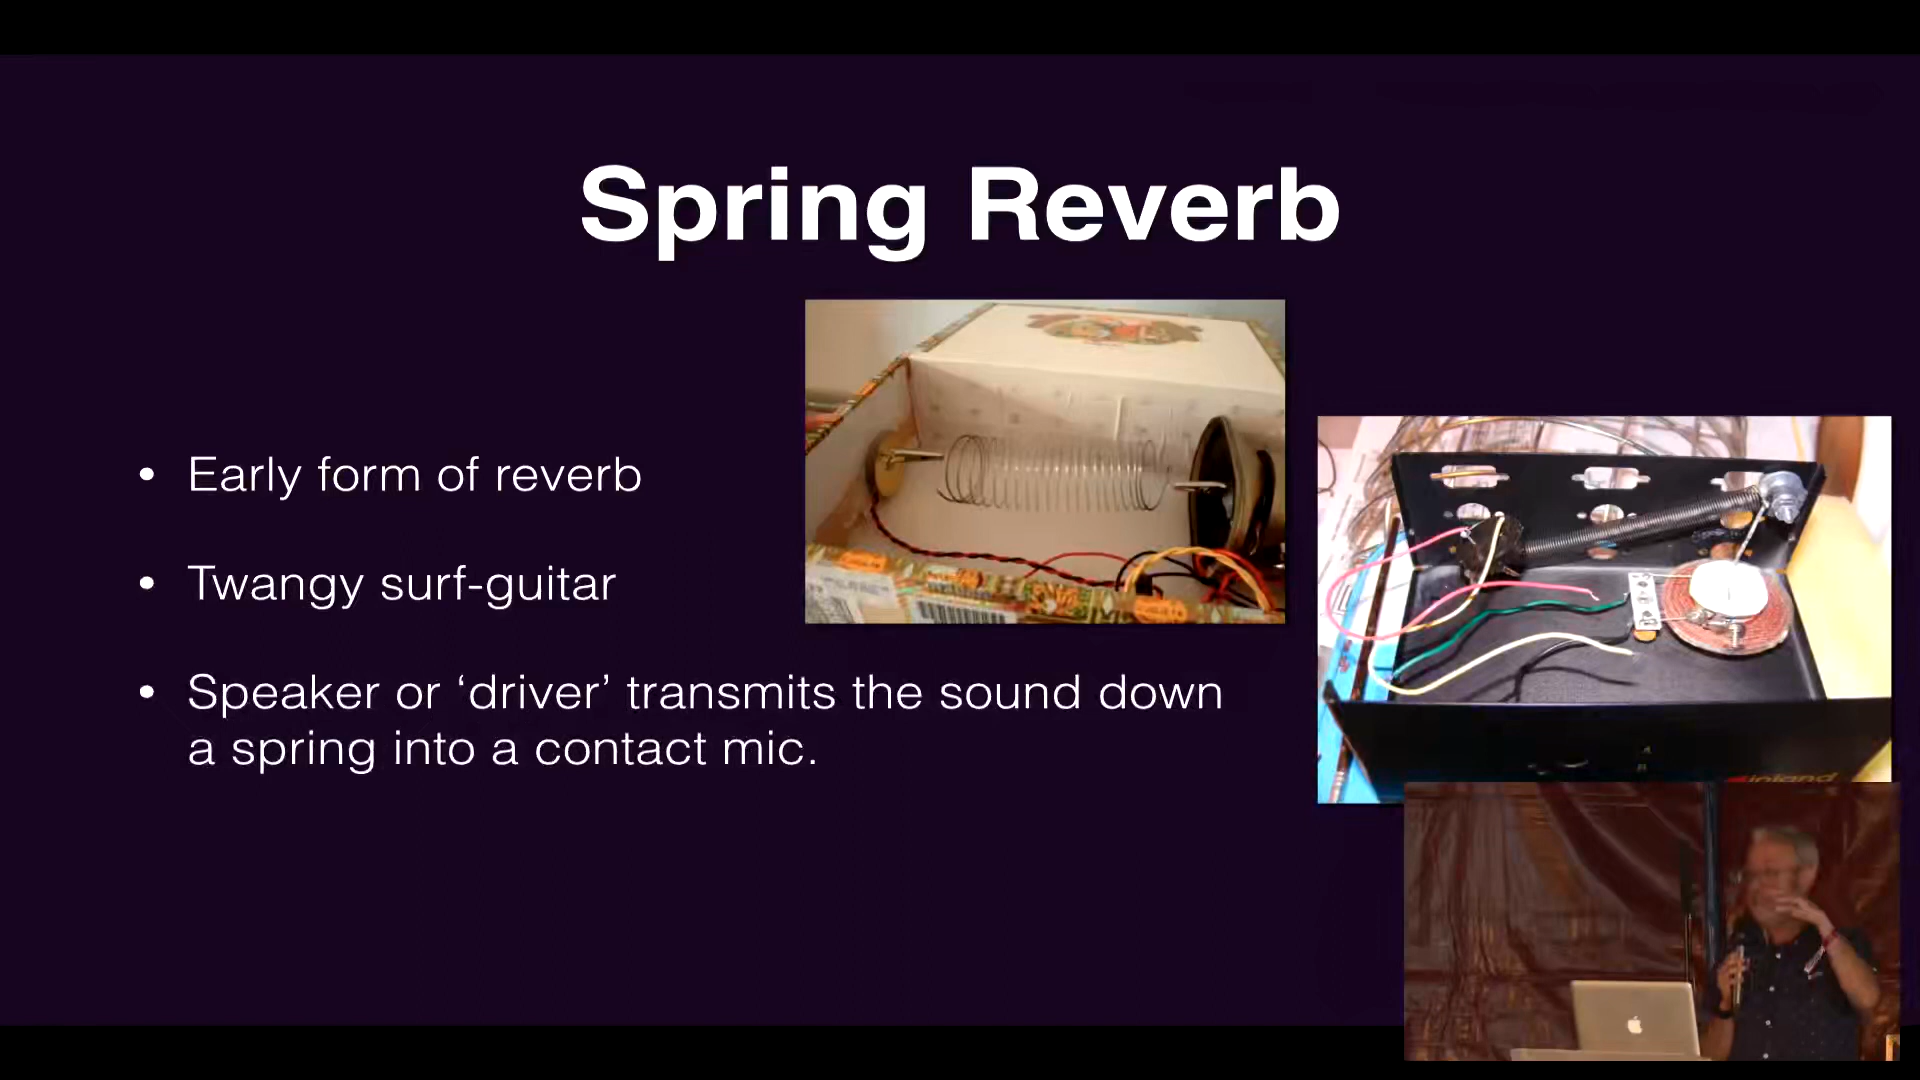 Spring Reverb
• Early form of reverb
• Twangy surf-guitar
• Speaker or ‘driver’ transmits the sound down
a spring into a contact mic.
inland